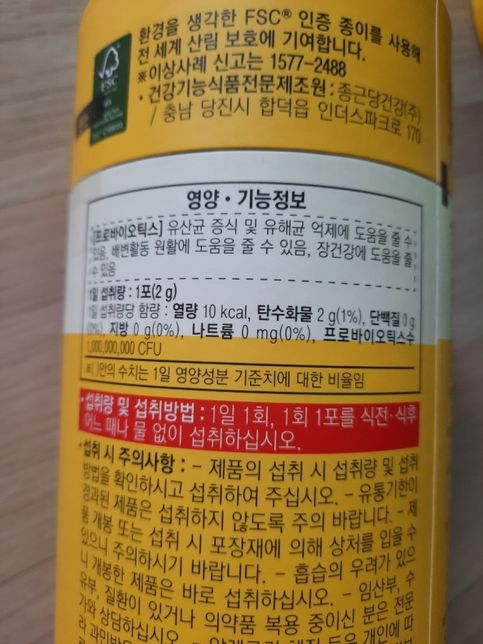 환경을 생각한 FSC® 인증 종이를 사용해
전 세계 산림 보호에 기여합니다.
※이상사례 신고는 1577-2488
• 건강기능식품전문제조원 : 종근당건강(주)
/ 충남 당진시 합덕읍 인더스파크로 170
FSC
영양 • 기능정보
[프로바이오틱스] 유산균 증식 및 유해균 억제에 도움을 줄 수
있음, 배변활동 원활에 도움을 줄 수 있음, 장건강에 도움을 줄
수 있음
1일 섭취량 : 1포(2 g)
1일 섭취량당 함량 : 열량 10 kcal, 탄수화물 2 g(1%), 단백질 0 g
(0%), 지방 0 g(0%), 나트륨 0 mg(0%), 프로바이오틱스수
1,000,000,000 CFU
※( )안의 수치는 1일 영양성분 기준치에 대한 비율임
• 섭취량 및 섭취방법 : 1일 1회, 1회 1포를 식전·식후
어느 때나 물 없이 섭취하십시오.
• 섭취 시 주의사항 : – 제품의 섭취 시 섭취량 및 섭취
방법을 확인하시고 섭취하여 주십시오. – 유통기한이
경과된 제품은 섭취하지 않도록 주의 바랍니다. – 제
품 개봉 또는 섭취 시 포장재에 의해 상처를 입을 수
있으니 주의하시기 바랍니다. – 흡습의 우려가 있으
니 개봉한 제품은 바로 섭취하십시오. – 임산부, 수
유부, 질환이 있거나 의약품 복용 중이신 분은 전문
가와 상담하십시오. – 개인에 따
라